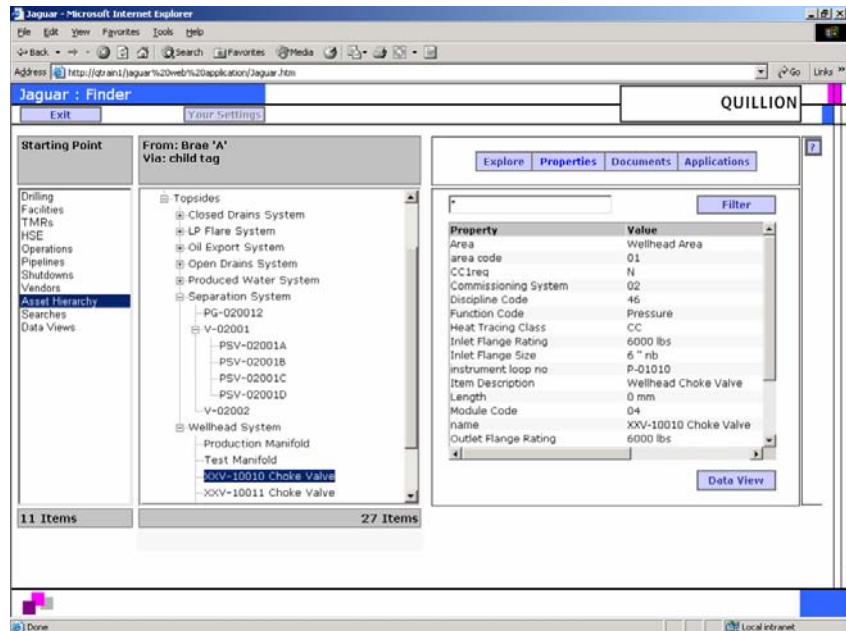 Jaguar - Microsoft Internet Explorer
File Edit View Favorites Tools Help
Back Search Favorites Media
Address http://qtrain1/jaguar%20web%20application/Jaguar.htm Go Links »
Jaguar : Finder
QUILLION
Exit Your Settings
Starting Point
From: Brae 'A'
Via: child tag
?
Explore Properties Documents Applications
Drilling
Facilities
TMRs
HSE
Operations
Pipelines
Shutdowns
Vendors
Asset Hierarchy
Searches
Data Views
11 Items
Topsides
Closed Drains System
LP Flare System
Oil Export System
Open Drains System
Produced Water System
Separation System
PG-020012
V-02001
PSV-02001A
PSV-02001B
PSV-02001C
PSV-02001D
V-02002
Wellhead System
Production Manifold
Test Manifold
XXV-10010 Choke Valve
XXV-10011 Choke Valve
27 Items
* Filter
Property Value
Area Wellhead Area
area code 01
CC1req N
Commissioning System 02
Discipline Code 46
Function Code Pressure
Heat Tracing Class CC
Inlet Flange Rating 6000 lbs
Inlet Flange Size 6 " nb
instrument loop no P-01010
Item Description Wellhead Choke Valve
Length 0 mm
Module Code 04
name XXV-10010 Choke Valve
Outlet Flange Rating 6000 lbs
Data View
Done Local intranet